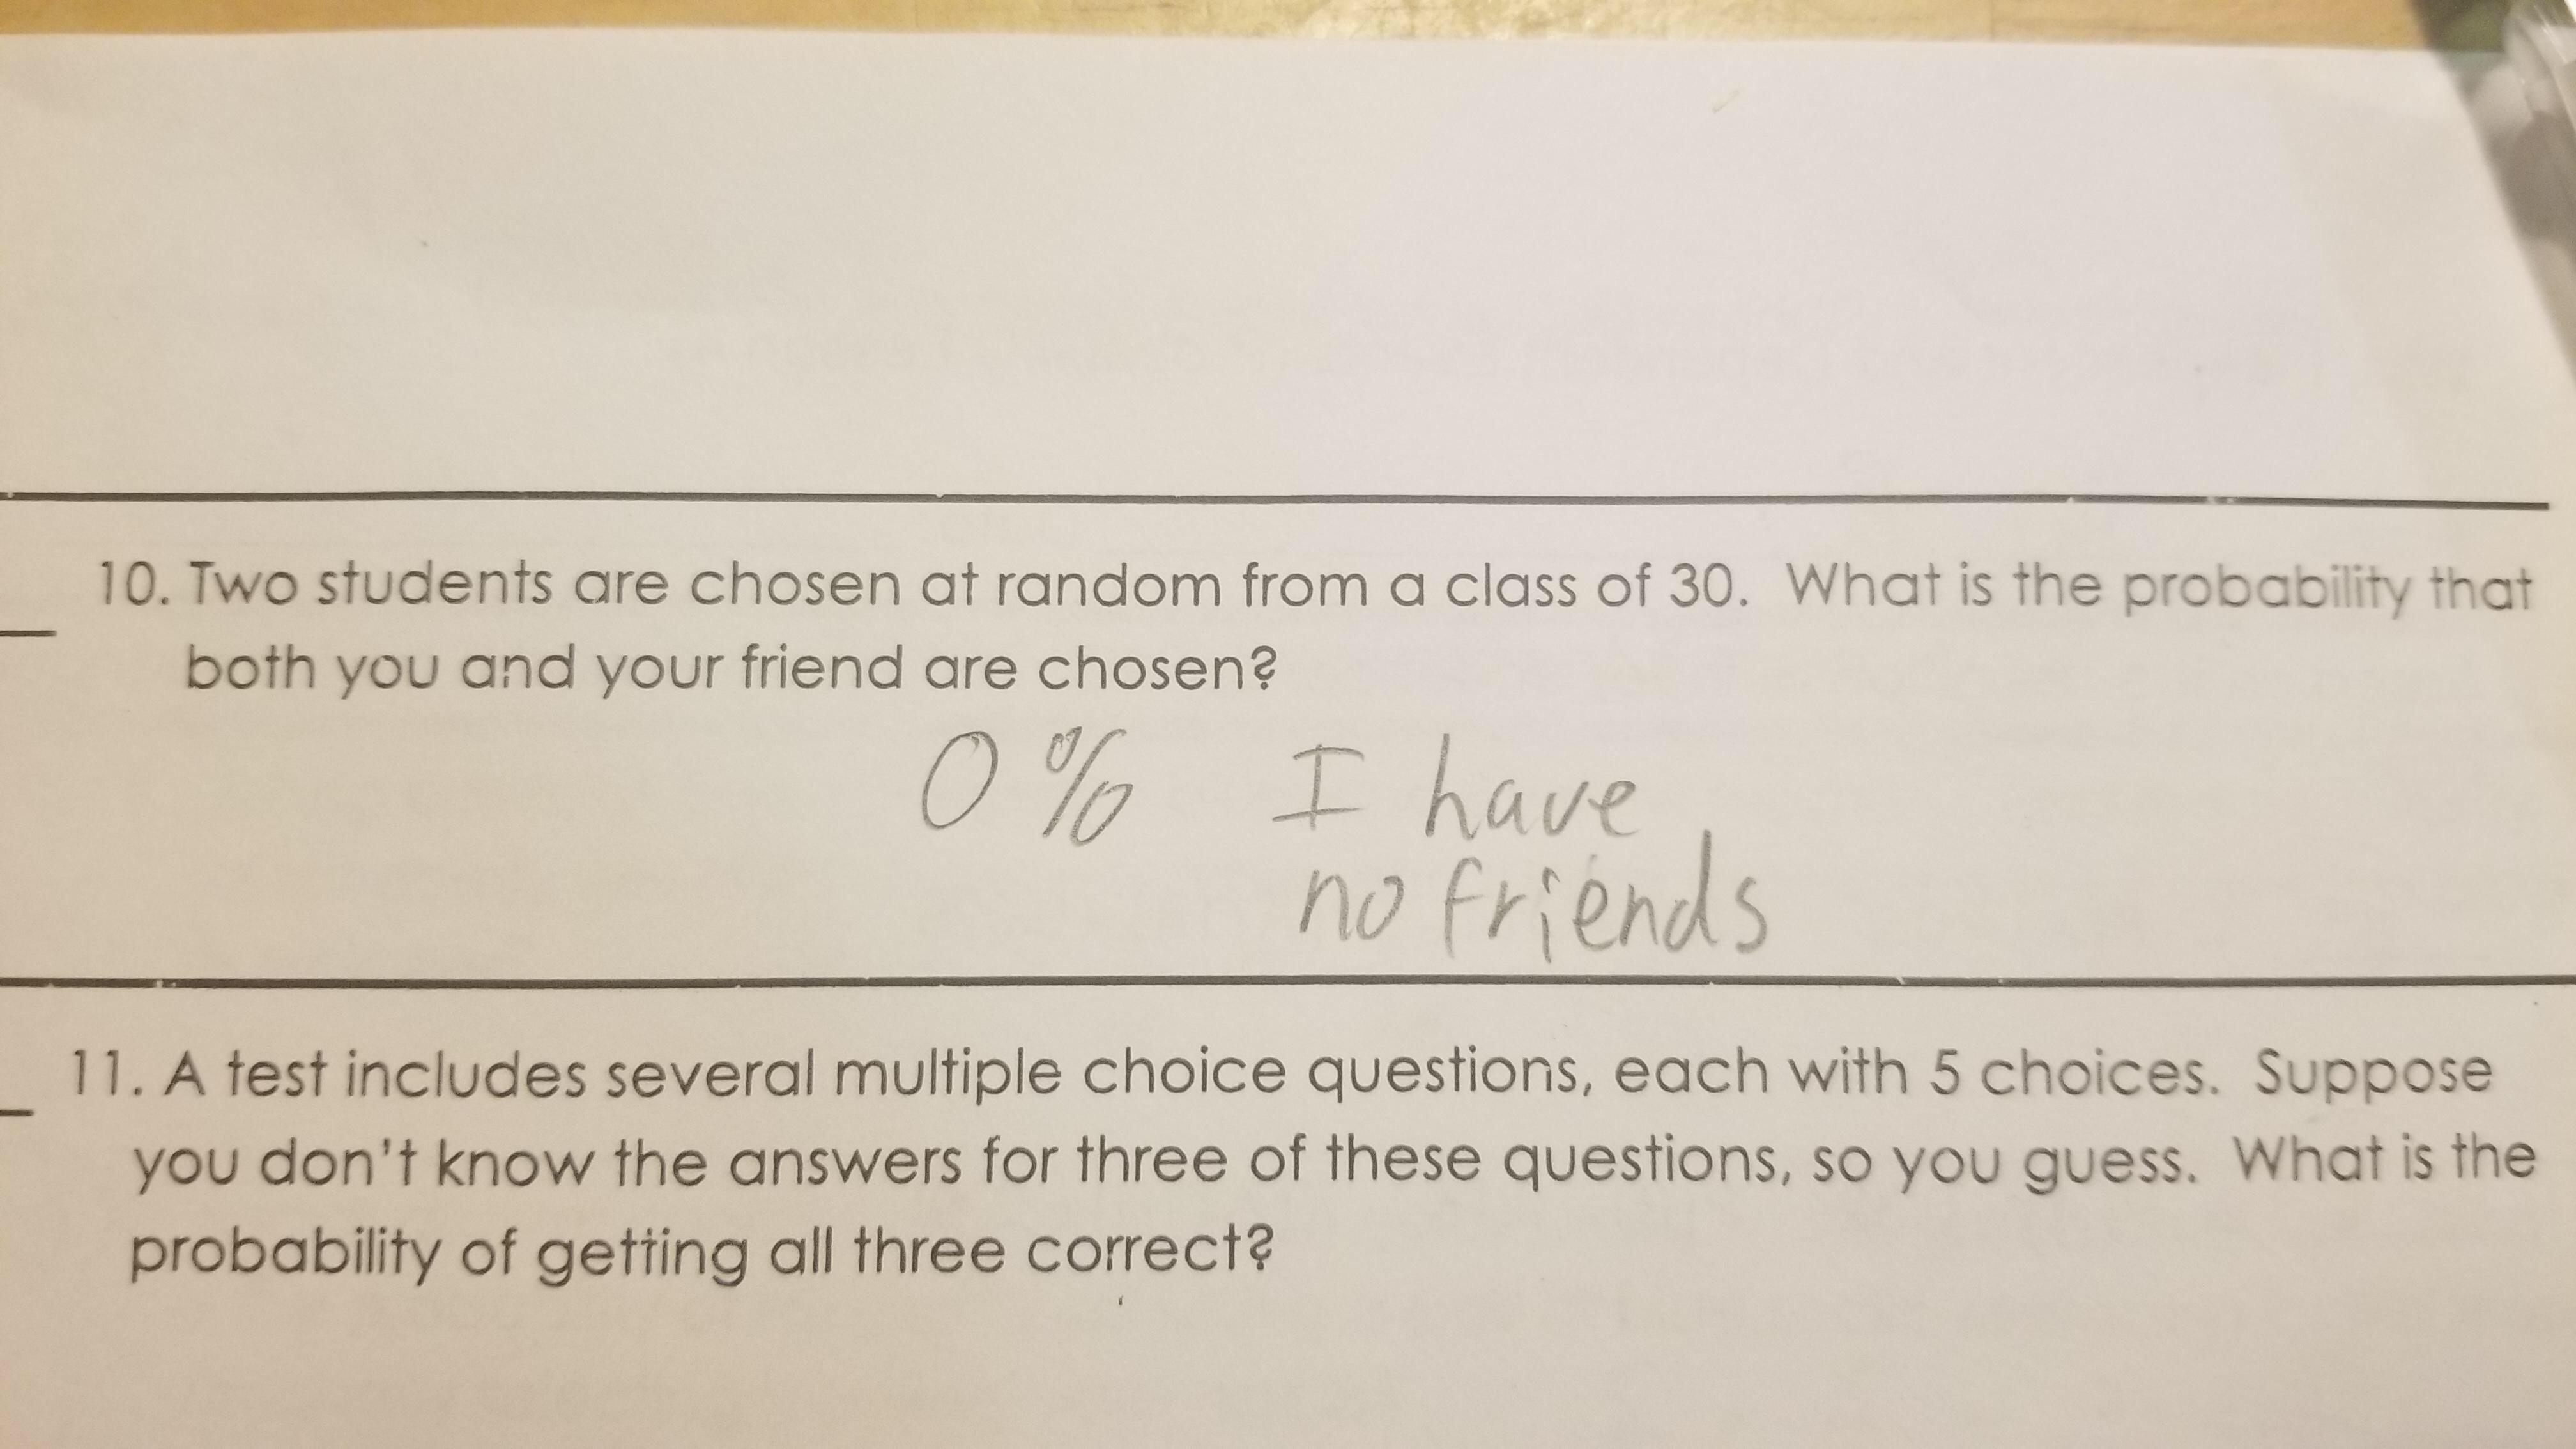 10. Two students are chosen at random from a class of 30. What is the probability that
both you and your friend are chosen?
0% I have
no friends
11. A test includes several multiple choice questions, each with 5 choices. Suppose
you don't know the answers for three of these questions, so you guess. What is the
probability of getting all three correct?